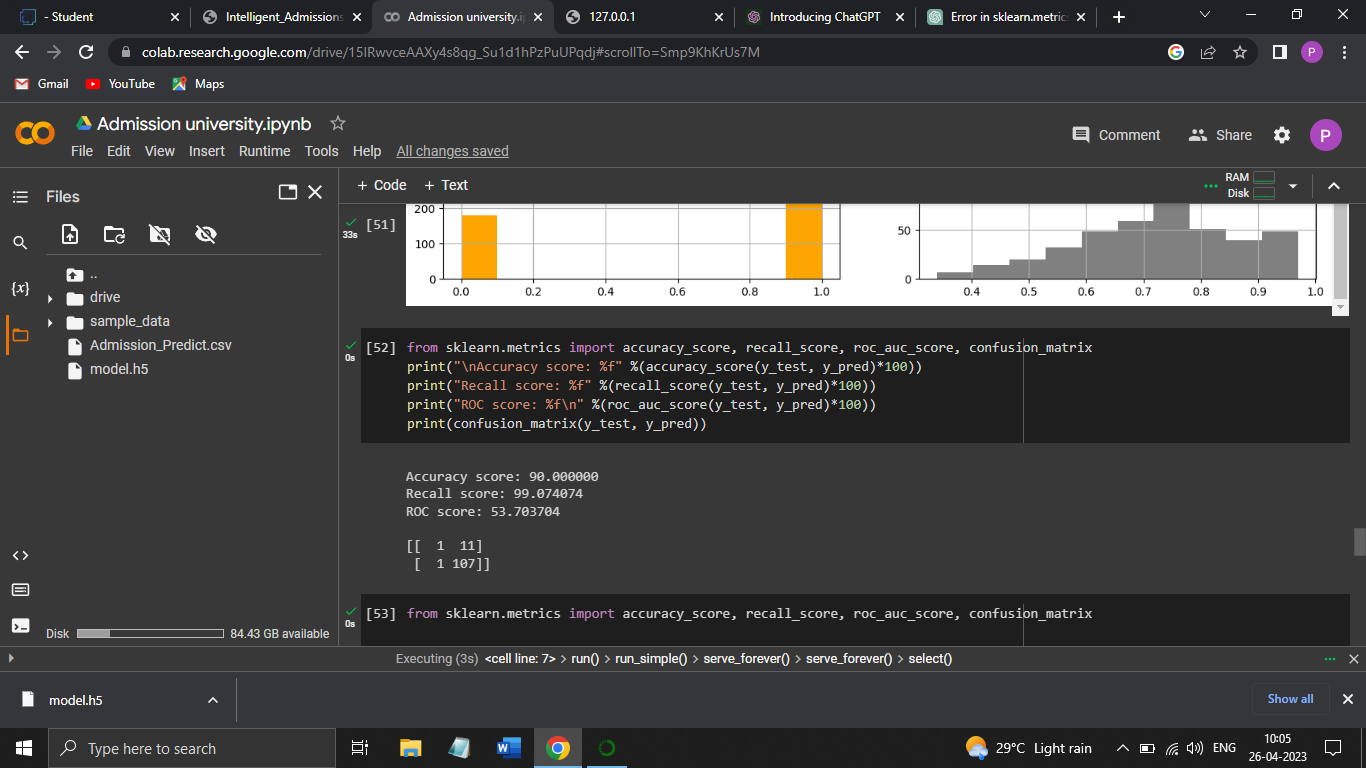 - Student
Intelligent_Admissions
Admission university.i
127.0.0.1
Introducing ChatGPT
Error in sklearn.metric
colab.research.google.com/drive/15IRwvceAAXy4s8qg_Su1d1hPzPuUPqdj#scrollTo=Smp9KhKrUs7M
P
Gmail
YouTube
Maps
Admission university.ipynb
Comment
Share
P
File Edit View Insert Runtime Tools Help All changes saved
Files
+ Code + Text
RAM
Disk
..
drive
sample_data
Admission_Predict.csv
model.h5
{x}
[51]
33s
200
100
0
0.0 0.2 0.4 0.6 0.8 1.0
50
0
0.4 0.5 0.6 0.7 0.8 0.9 1.0
[52] from sklearn.metrics import accuracy_score, recall_score, roc_auc_score, confusion_matrix
0s
print("\nAccuracy score: %f" %(accuracy_score(y_test, y_pred)*100))
print("Recall score: %f" %(recall_score(y_test, y_pred)*100))
print("ROC score: %f\n" %(roc_auc_score(y_test, y_pred)*100))
print(confusion_matrix(y_test, y_pred))
Accuracy score: 90.000000
Recall score: 99.074074
ROC score: 53.703704
[[ 1 11]
[ 1 107]]
[53] from sklearn.metrics import accuracy_score, recall_score, roc_auc_score, confusion_matrix
0s
Disk 84.43 GB available
Executing (3s) <cell line: 7> > run() > run_simple() > serve_forever() > serve_forever() > select()
model.h5
Show all
Type here to search
29°C Light rain
ENG
10:05
26-04-2023